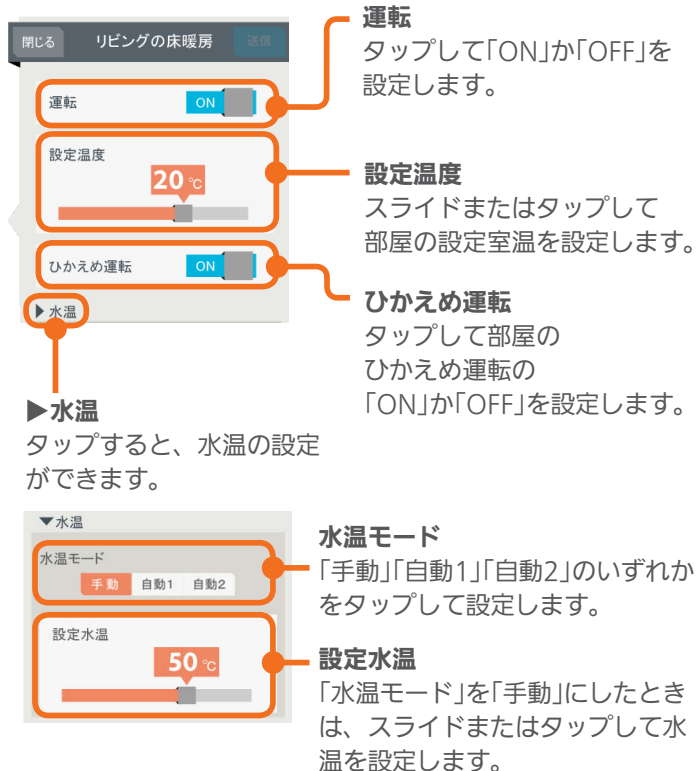 閉じる リビングの床暖房 送信
運転 ON
設定温度
20℃
ひかえめ運転 ON
▶水温
運転
タップして「ON」か「OFF」を
設定します。
設定温度
スライドまたはタップして
部屋の設定室温を設定します。
ひかえめ運転
タップして部屋の
ひかえめ運転の
「ON」か「OFF」を設定します。
▶水温
タップすると、水温の設定
ができます。
▼水温
水温モード
手動 自動1 自動2
設定水温
50℃
水温モード
「手動」「自動1」「自動2」のいずれか
をタップして設定します。
設定水温
「水温モード」を「手動」にしたとき
は、スライドまたはタップして水
温を設定します。